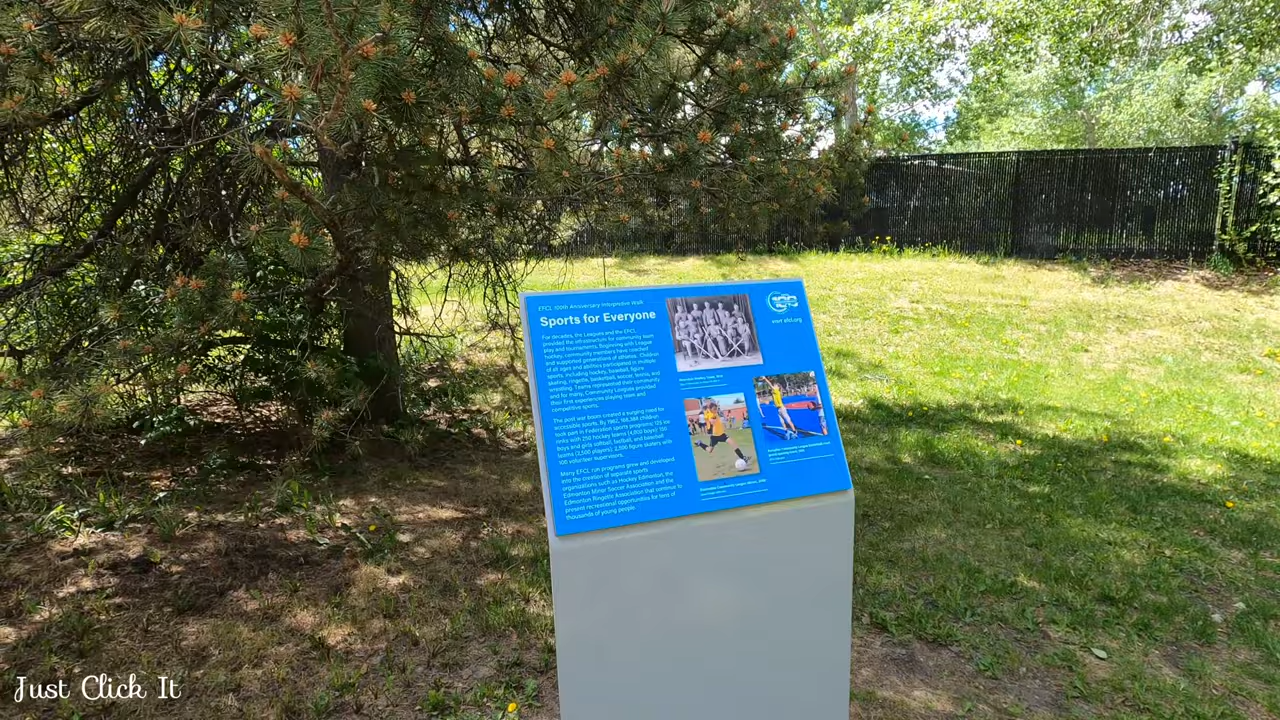 EFCL 100th Anniversary Interpretive Walk
Sports for Everyone
For decades, the Leagues and the EFCL
provided the infrastructure for community team
play and tournaments. Beginning with League
hockey, community members have coached
and supported generations of athletes. Children
of all ages and abilities participated in multiple
sports, including hockey, baseball, figure
skating, ringette, basketball, soccer, tennis, and
wrestling. Teams represented their community
and for many, Community Leagues provided
their first experiences playing team and
competitive sports.
The post war boom created a surging need for
accessible sports. By 1962, 168,388 children
took part in Federation sports programs: 125 ice
rinks with 250 hockey teams (4,800 boys) 150
boys and girls softball, fastball, and baseball
teams (2,500 players); 2,500 figure skaters with
100 volunteer supervisors.
Many EFCL run programs grew and developed
into the creation of separate sports
organizations such as Hockey Edmonton, the
Edmonton Minor Soccer Association and the
Edmonton Ringette Association that continue to
present recreational opportunities for tens of
thousands of young people.
100
visit efcl.org
Just Click It